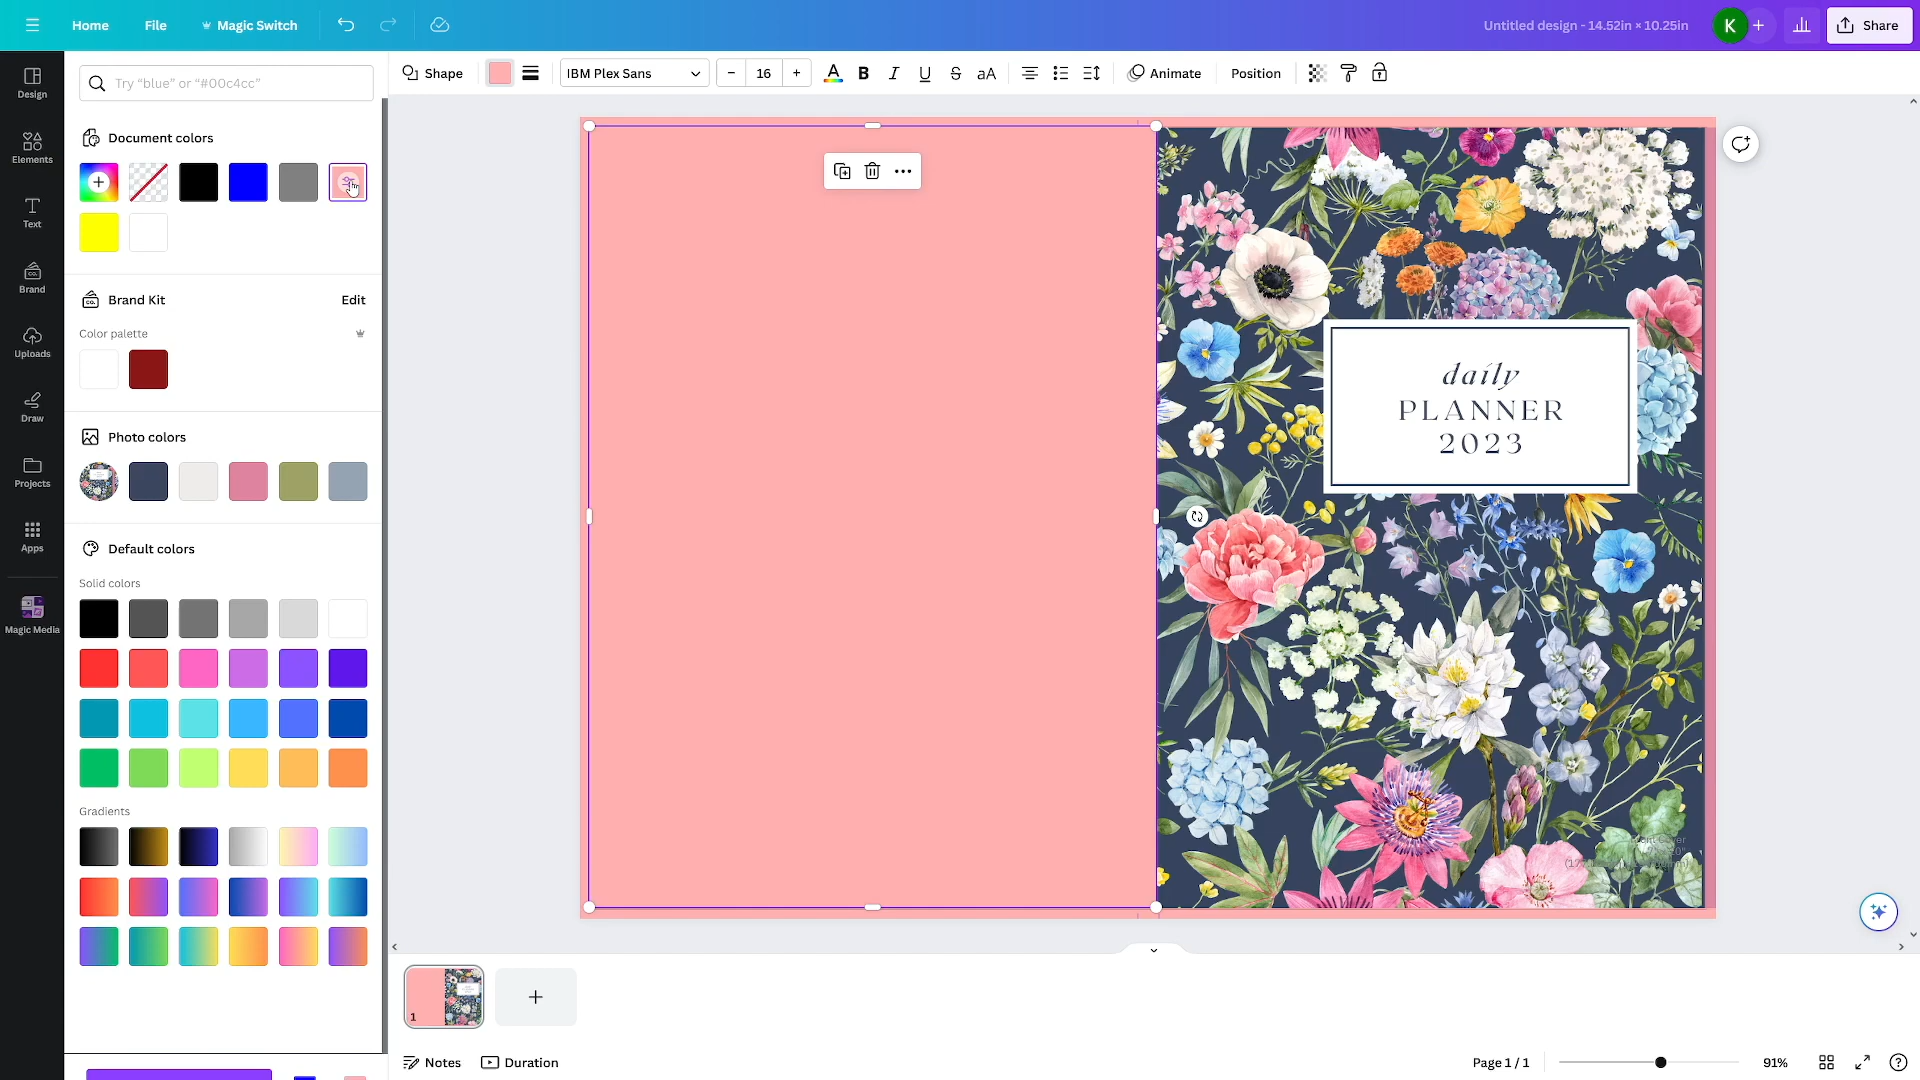 Home File Magic Switch Untitled design - 14.52in × 10.25in K Share
Design
Elements
Text
Brand
Uploads
Draw
Projects
Apps
Magic Media
Try “blue” or “#00c4cc”
Document colors
Brand Kit Edit
Color palette
Photo colors
Default colors
Solid colors
Gradients
Shape IBM Plex Sans 16 A B I U S aA Animate Position
daily
PLANNER
2023
1
Notes Duration
Page 1 / 1 91%